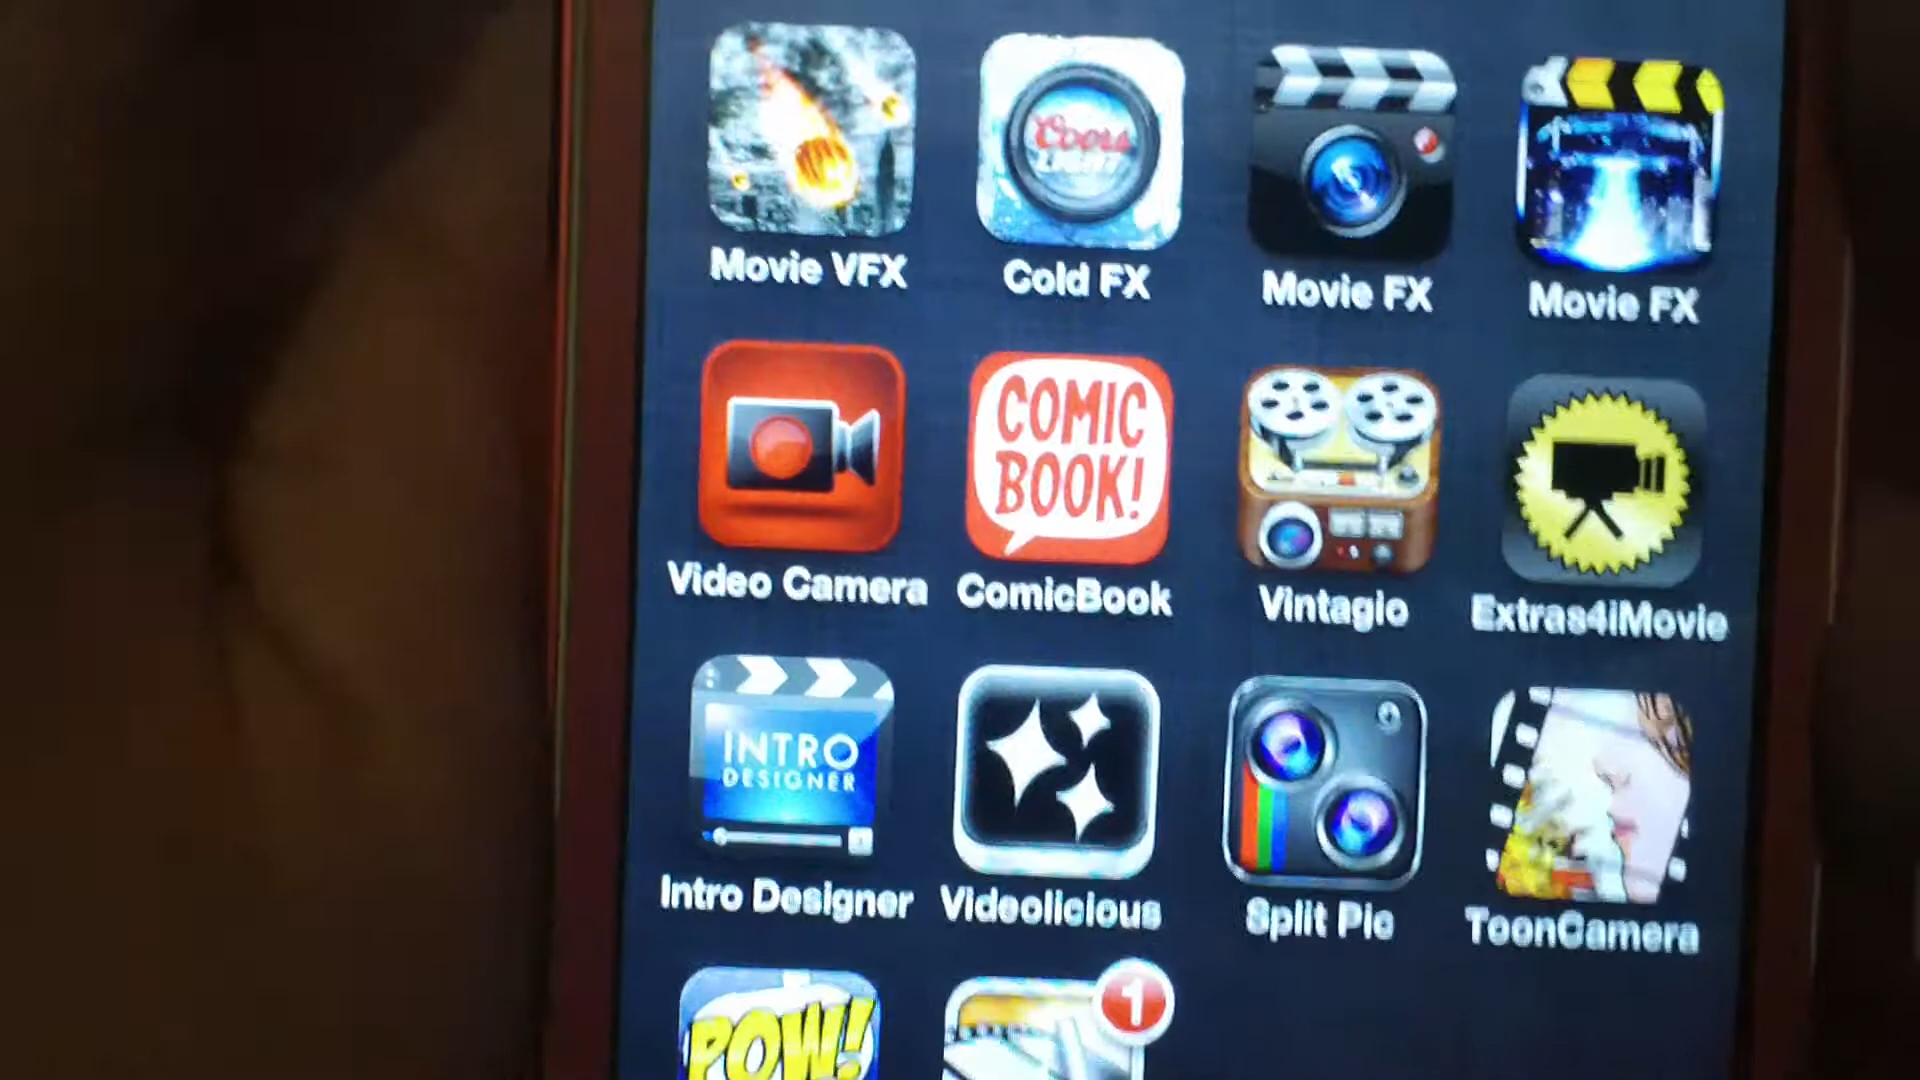 Coors
LIGHT
Movie VFX
Cold FX
Movie FX
Movie FX
COMIC
BOOK!
Video Camera
ComicBook
Vintagio
Extras4iMovie
INTRO
DESIGNER
Intro Designer
Videolicious
Split Pic
ToonCamera
POW!
1